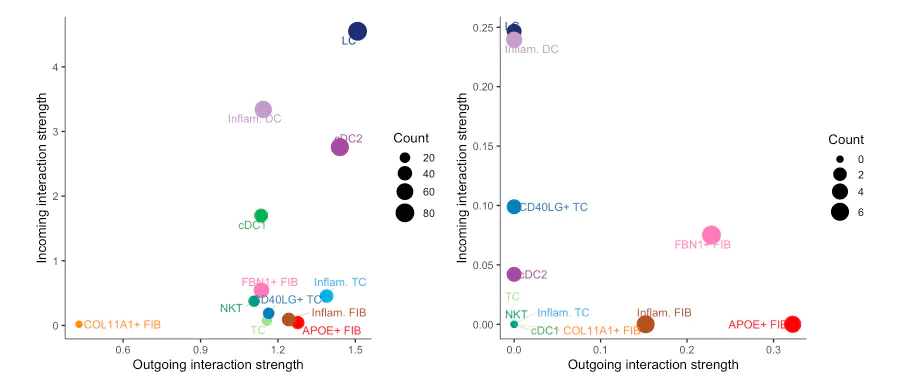 Incoming interaction strength
4
3
2
1
0
0.6
0.9
1.2
1.5
Outgoing interaction strength
LC
Inflam. DC
cDC2
cDC1
FBN1+ FIB
Inflam. TC
NKT
D40LG+ TC
Inflam. FIB
TC
APOE+ FIB
COL11A1+ FIB
Count
20
40
60
80
Incoming interaction strength
0.25
0.20
0.15
0.10
0.05
0.00
0.0
0.1
0.2
0.3
Outgoing interaction strength
LC
Inflam. DC
CD40LG+ TC
FBN1+ FIB
cDC2
TC
NKT
Inflam. TC
Inflam. FIB
cDC1
COL11A1+ FIB
APOE+ FIB
Count
0
2
4
6